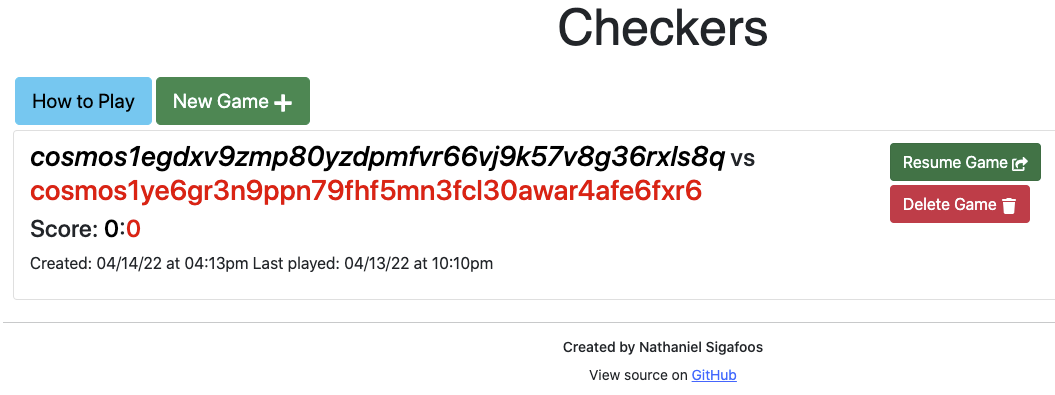 Checkers
How to Play
New Game
cosmos1egdxv9zmp80yzdpmfvr66vj9k57v8g36rxls8q vs
cosmos1ye6gr3n9ppn79fhf5mn3fcl30awar4afe6fxr6
Score: 0:0
Created: 04/14/22 at 04:13pm Last played: 04/13/22 at 10:10pm
Resume Game
Delete Game
Created by Nathaniel Sigafoos
View source on GitHub